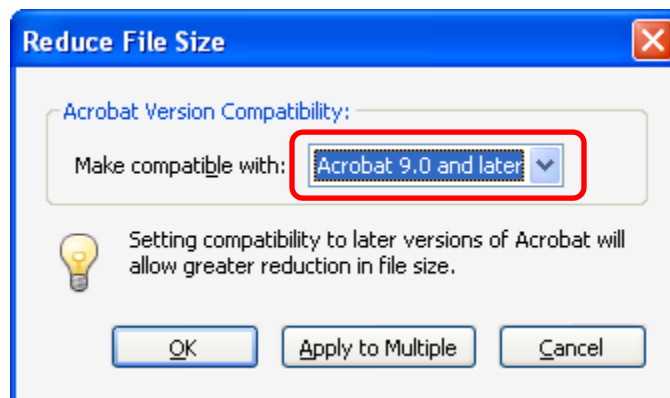 Reduce File Size
Acrobat Version Compatibility:
Make compatible with: Acrobat 9.0 and later
Setting compatibility to later versions of Acrobat will
allow greater reduction in file size.
OK Apply to Multiple Cancel